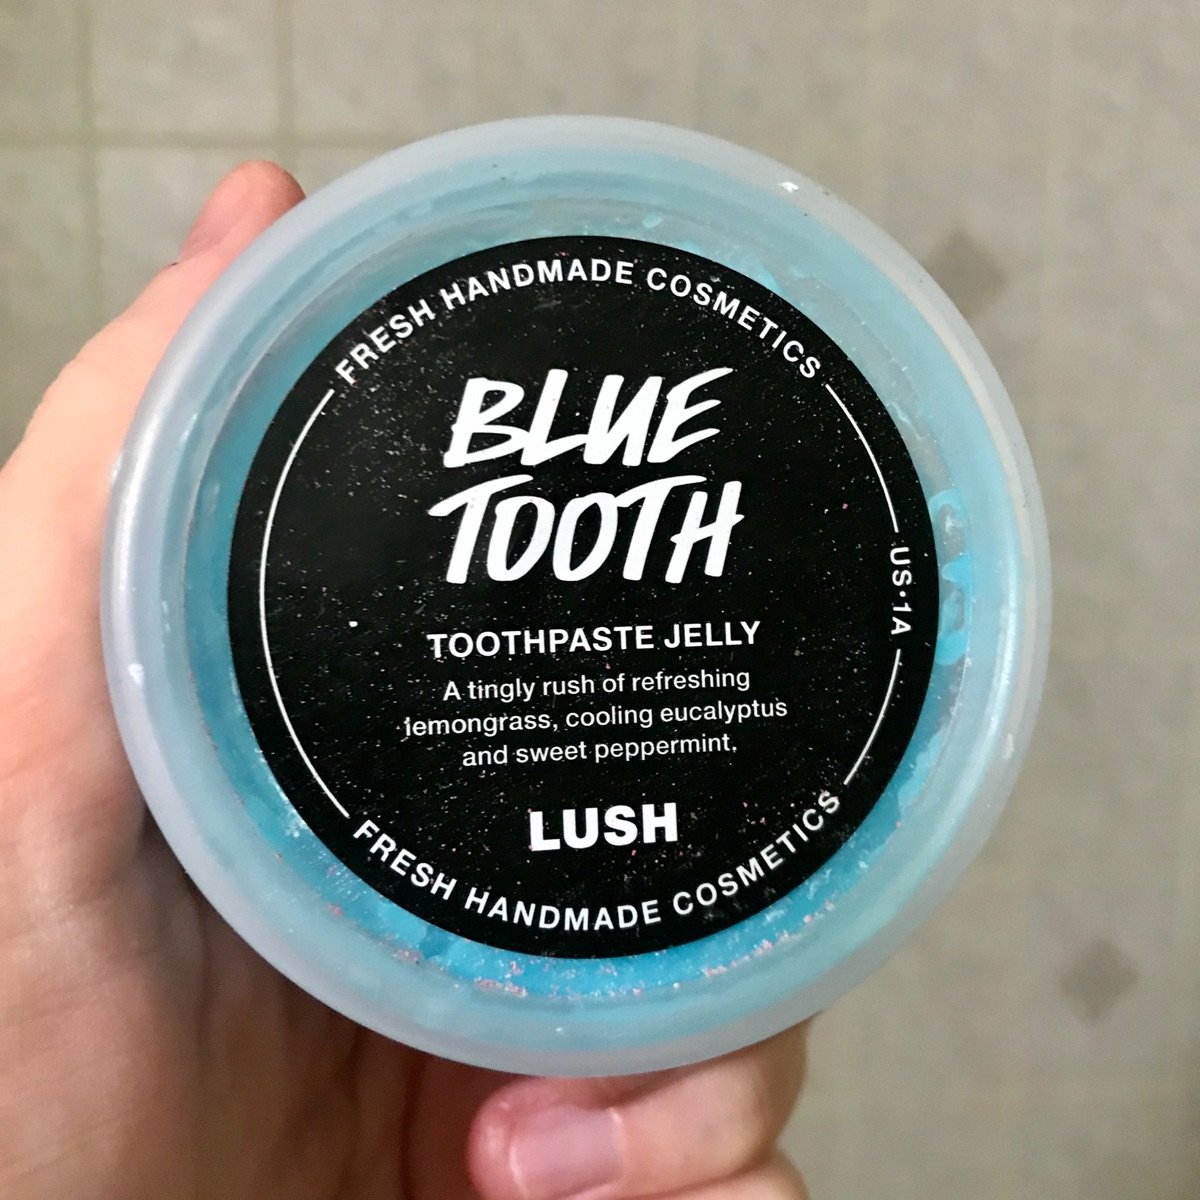 FRESH HANDMADE COSMETICS
BLUE
TOOTH
US·1A
TOOTHPASTE JELLY
A tingly rush of refreshing
lemongrass, cooling eucalyptus
and sweet peppermint.
LUSH
FRESH HANDMADE COSMETICS